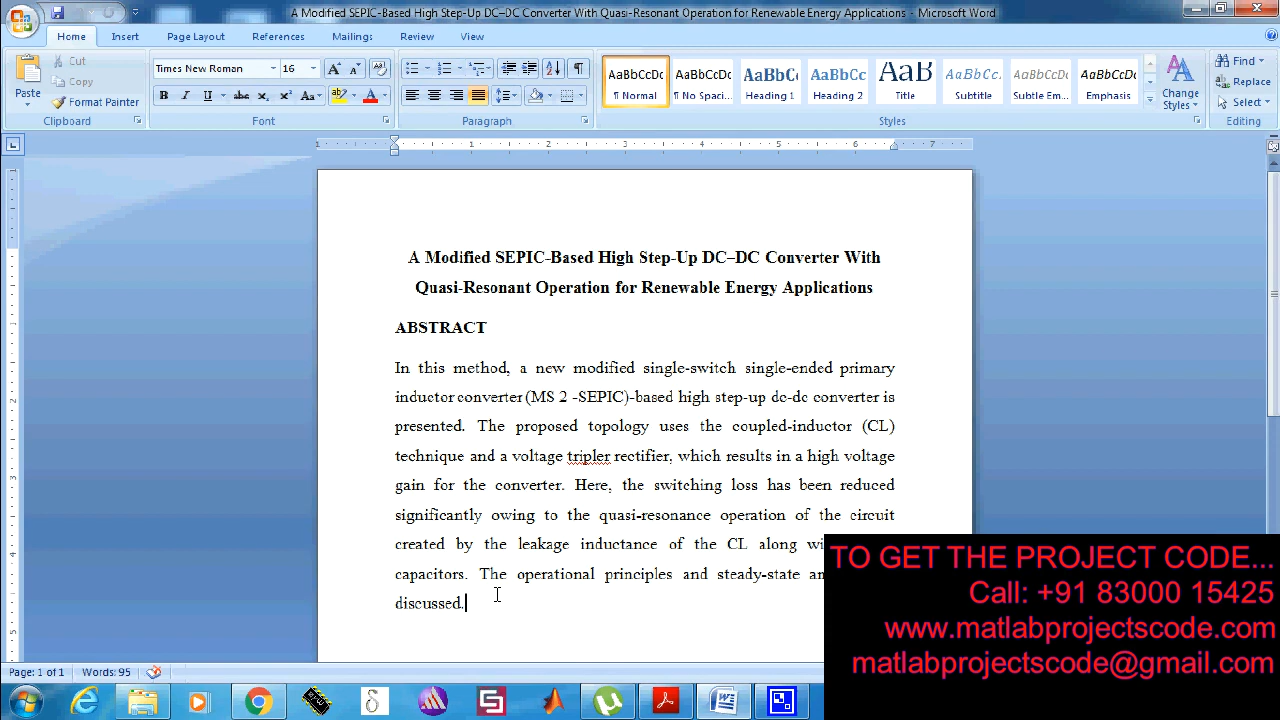 A Modified SEPIC-Based High Step-Up DC–DC Converter With Quasi-Resonant Operation for Renewable Energy Applications - Microsoft Word
Home Insert Page Layout References Mailings Review View
Paste
Cut
Copy
Format Painter
Clipboard
Times New Roman 16
Font
Paragraph
AaBbCcDc AaBbCcDc AaBbC AaBbCc AaB AaBbCc. AaBbCcDc AaBbCcDc
¶ Normal ¶ No Spaci... Heading 1 Heading 2 Title Subtitle Subtle Em... Emphasis
Change Styles
Styles
Find
Replace
Select
Editing
1 1 2 3 4 5 6 7
A Modified SEPIC-Based High Step-Up DC–DC Converter With
Quasi-Resonant Operation for Renewable Energy Applications
ABSTRACT
In this method, a new modified single-switch single-ended primary
inductor converter (MS 2 -SEPIC)-based high step-up dc-dc converter is
presented. The proposed topology uses the coupled-inductor (CL)
technique and a voltage tripler rectifier, which results in a high voltage
gain for the converter. Here, the switching loss has been reduced
significantly owing to the quasi-resonance operation of the circuit
created by the leakage inductance of the CL along
capacitors. The operational principles and steady-state
discussed.
TO GET THE PROJECT CODE...
Call: +91 83000 15425
www.matlabprojectscode.com
matlabprojectscode@gmail.com
Page: 1 of 1 Words: 95